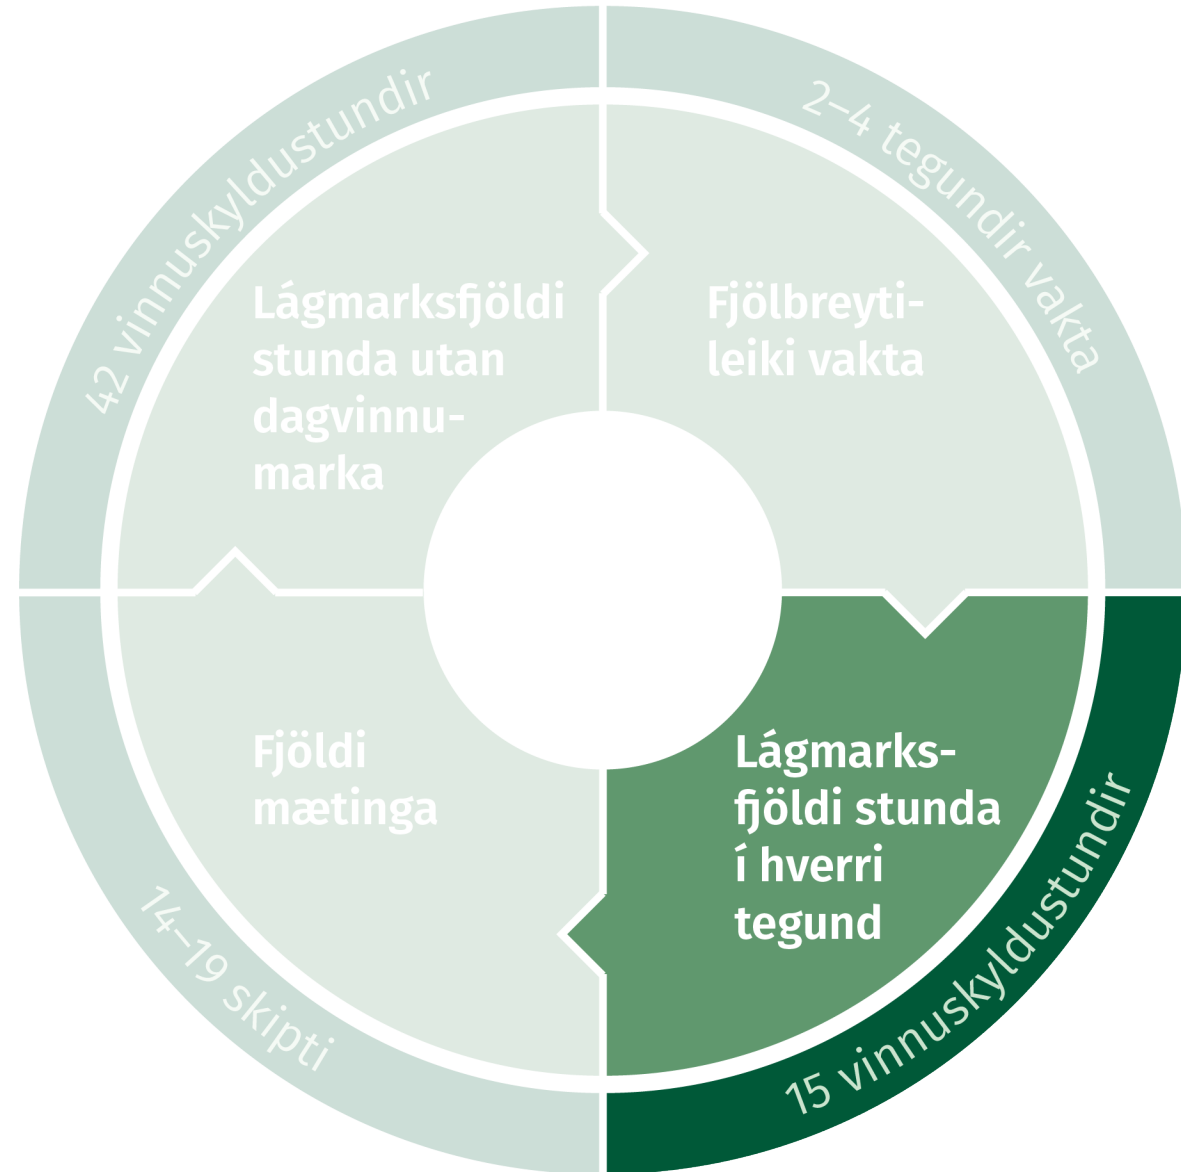 42 vinnuskyldustundir
2–4 tegundir vakta
Lágmarksfjöldi
stunda utan
dagvinnu-
marka
Fjölbreyti-
leiki vakta
Fjöldi
mætinga
Lágmarks-
fjöldi stunda
í hverri
tegund
14–19 skipti
15 vinnuskyldustundir